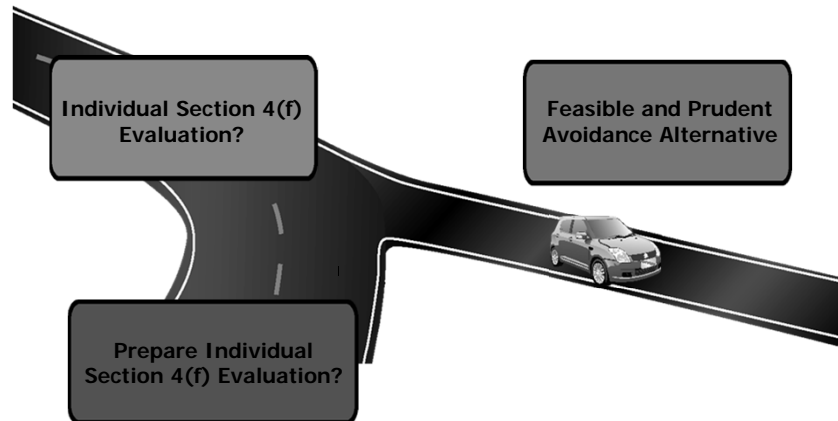 Individual Section 4(f)
Evaluation?
Feasible and Prudent
Avoidance Alternative
Prepare Individual
Section 4(f) Evaluation?